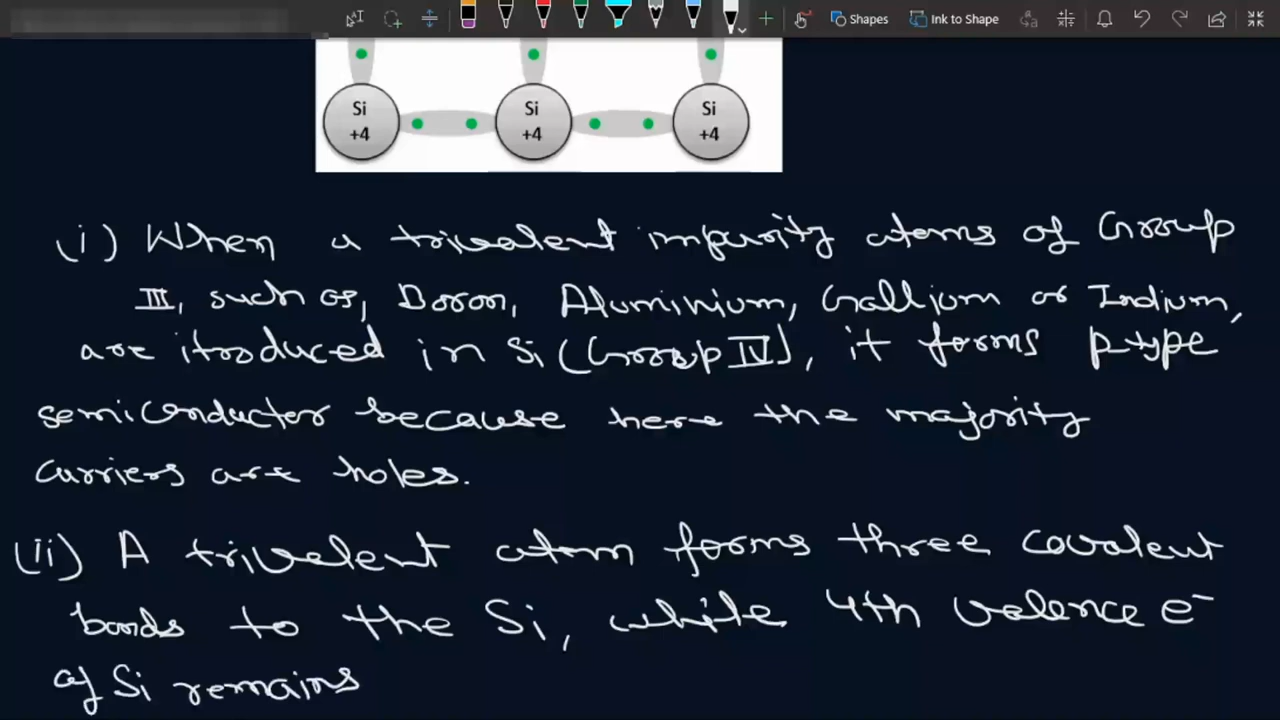 Shapes
Ink to Shape
Si Si Si
+4 +4 +4
(i) When a trivalent impurity atoms of Group
III, such as, Boron, Aluminium, Gallium or Indium,
are itroduced in Si (Group IV), it forms p-type
semiconductor because here the majority
carriers are holes.
(ii) A trivelent atom forms three covalent
bonds to the Si, while 4th valence e⁻
of Si remains